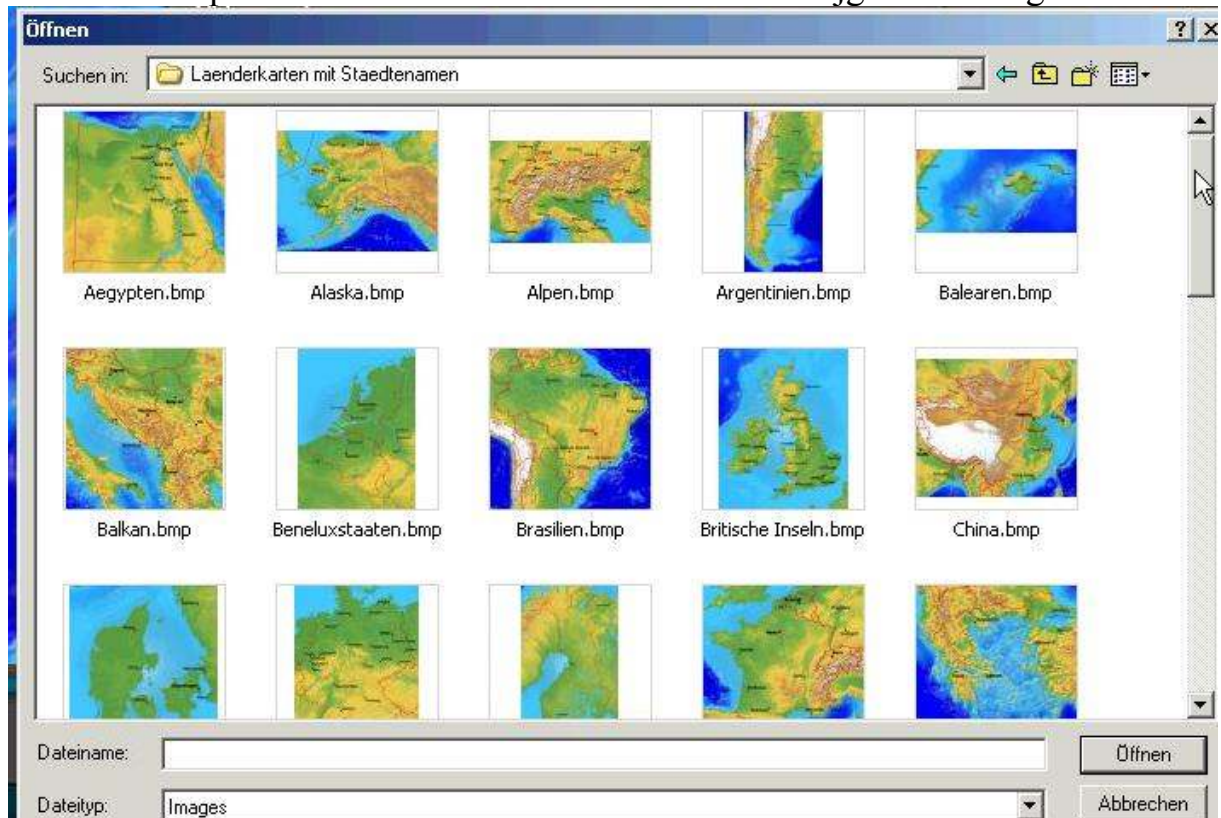 Öffnen
Suchen in: Laenderkarten mit Staedtenamen
Aegypten.bmp Alaska.bmp Alpen.bmp Argentinien.bmp Balearen.bmp
Balkan.bmp Beneluxstaaten.bmp Brasilien.bmp Britische Inseln.bmp China.bmp
Dateiname: Öffnen
Dateityp: Images Abbrechen